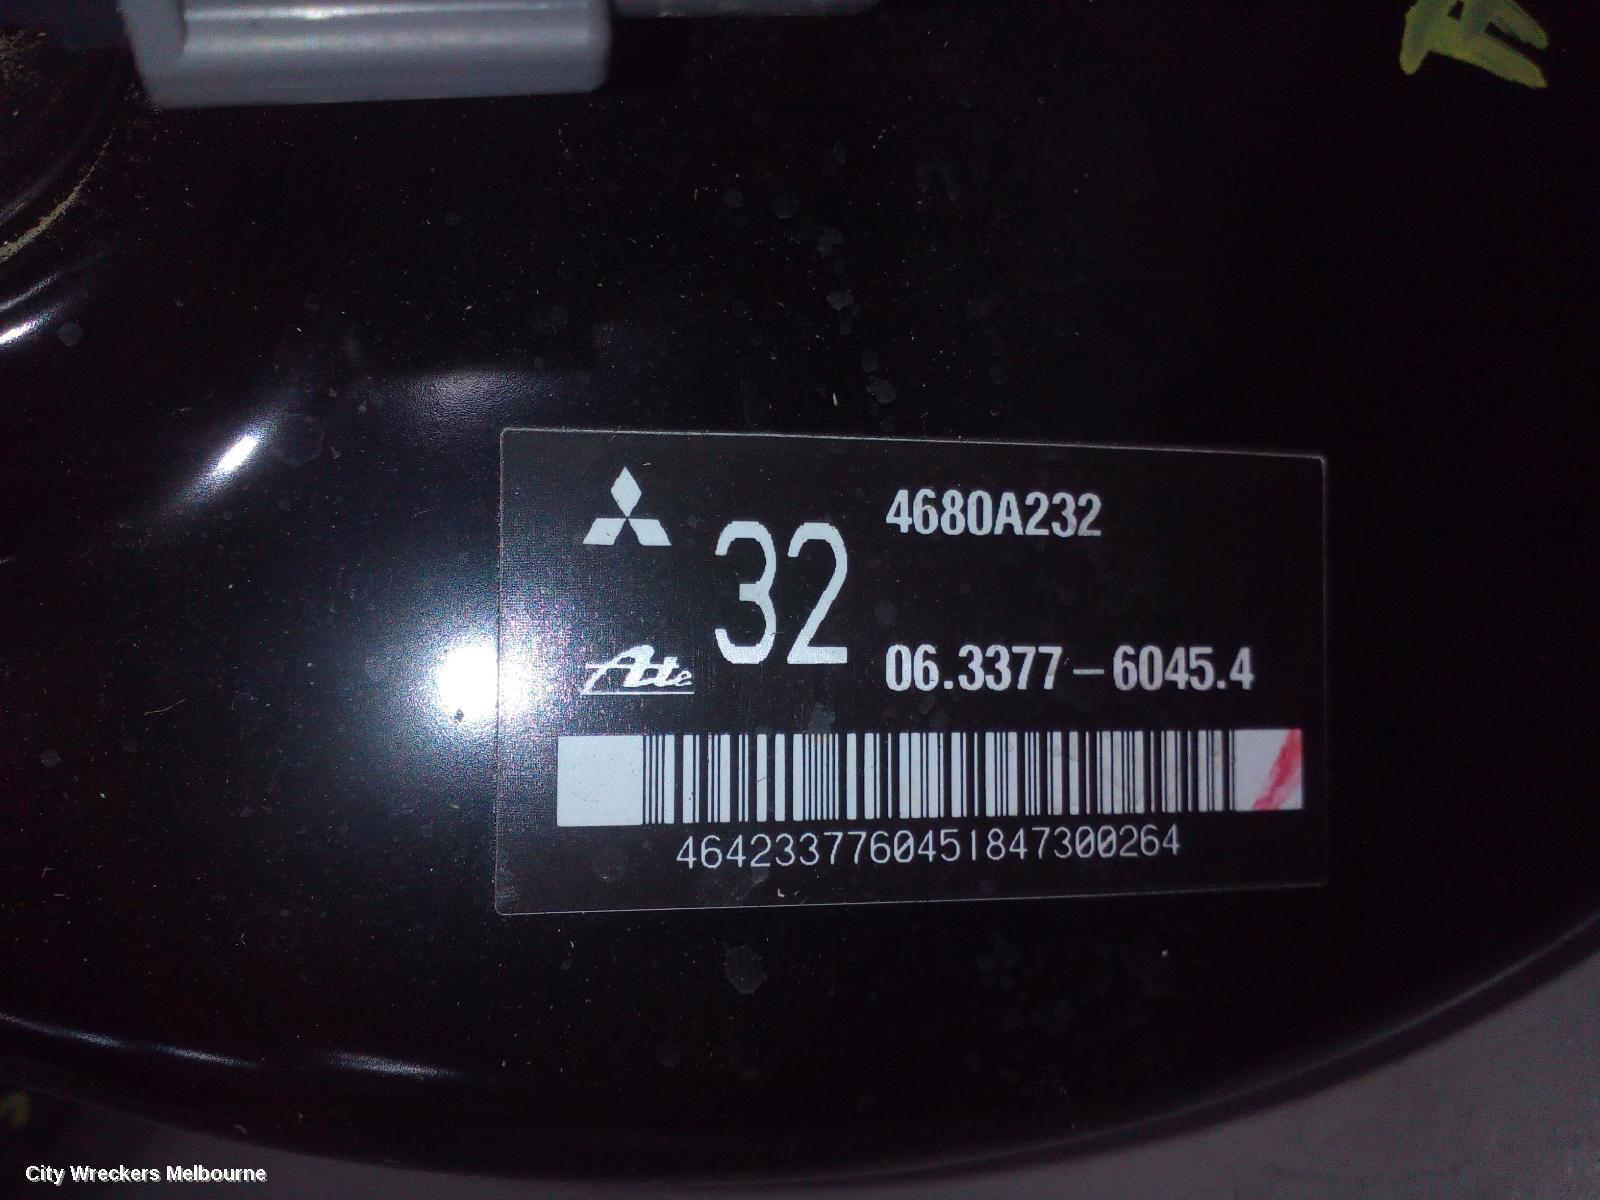 4680A232
32
Ate
06.3377-6045.4
4642337760451847300264
City Wreckers Melbourne